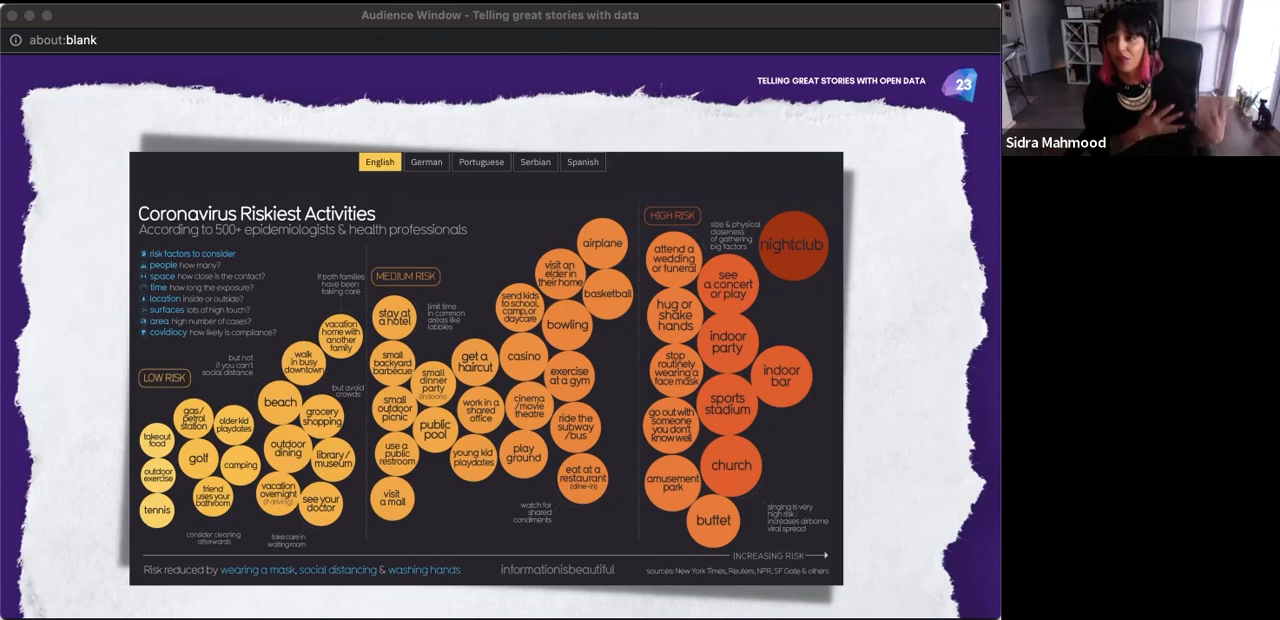 Audience Window - Telling great stories with data
about:blank
TELLING GREAT STORIES WITH OPEN DATA
23
Sidra Mahmood
English
German
Portuguese
Serbian
Spanish
Coronavirus Riskiest Activities
According to 500+ epidemiologists & health professionals
risk factors to consider
people how many?
space how close is the contact?
time how long the exposure?
location inside or outside?
surfaces lots of high touch?
area high number of cases?
covidiocy how likely is compliance?
LOW RISK
takeout
food
outdoor
exercise
tennis
gas/
petrol
station
golf
friend
uses your
bathroom
older kid
playdates
camping
consider cleaning
afterwards
but not
if you can't
social distance
beach
outdoor
dining
vacation
overnight
(if driving)
take care in
waiting room
walk
in busy
downtown
grocery
shopping
library/
museum
see your
doctor
but avoid
crowds
if both families
have been
taking care
vacation
home with
another
family
MEDIUM RISK
stay at
a hotel
limit time
in common
areas like
lobbies
small
backyard
barbecue
small
outdoor
picnic
use a
public
restroom
visit
a mall
small
dinner
party
(indoors)
public
pool
get a
haircut
work in a
shared
office
young kid
playdates
send kids
to school,
camp, or
daycare
casino
cinema
/movie
theatre
play
ground
visit an
elder in
their home
bowling
exercise
at a gym
ride the
subway
/bus
eat at a
restaurant
(dine-in)
watch for
shared
condiments
airplane
basketball
HIGH RISK
attend a
wedding
or funeral
hug or
shake
hands
stop
routinely
wearing a
face mask
go out with
someone
you don't
know well
amusement
park
buffet
size & physical
closeness
of gathering
big factors
nightclub
see
a concert
or play
indoor
party
indoor
bar
sports
stadium
church
singing is very
high risk:
increases airborne
viral spread
INCREASING RISK
Risk reduced by wearing a mask, social distancing & washing hands
informationisbeautiful
sources: New York Times, Reuters, NPR, SF Gate & others